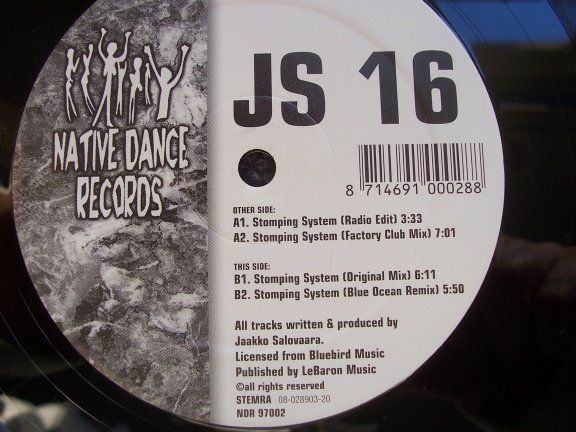 NATIVE DANCE
RECORDS
JS 16
8 714691 000288
OTHER SIDE:
A1. Stomping System (Radio Edit) 3:33
A2. Stomping System (Factory Club Mix) 7:01
THIS SIDE:
B1. Stomping System (Original Mix) 6:11
B2. Stomping System (Blue Ocean Remix) 5:50
All tracks written & produced by
Jaakko Salovaara.
Licensed from Bluebird Music
Published by LeBaron Music
©all rights reserved
STEMRA 08-028903-20
NDR 97002